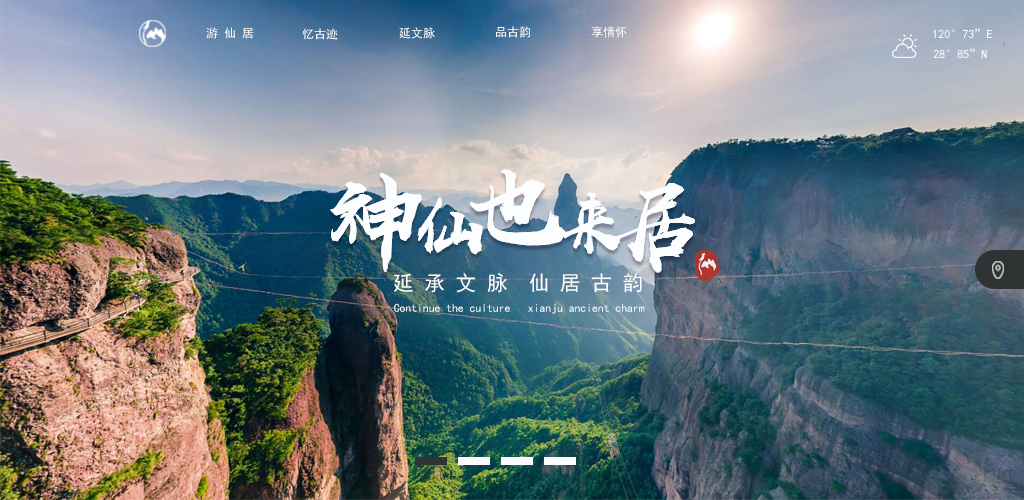 游仙居
忆古迹
延文脉
品古韵
享情怀
120° 73” E
28° 85” N
神仙也来居
延承文脉 仙居古韵
Continue the culture xianju ancient charm